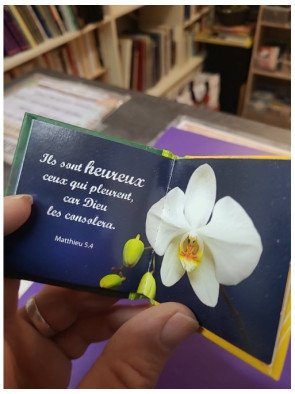 Ils sont heureux
ceux qui pleurent,
car Dieu
les consolera.
Matthieu 5.4